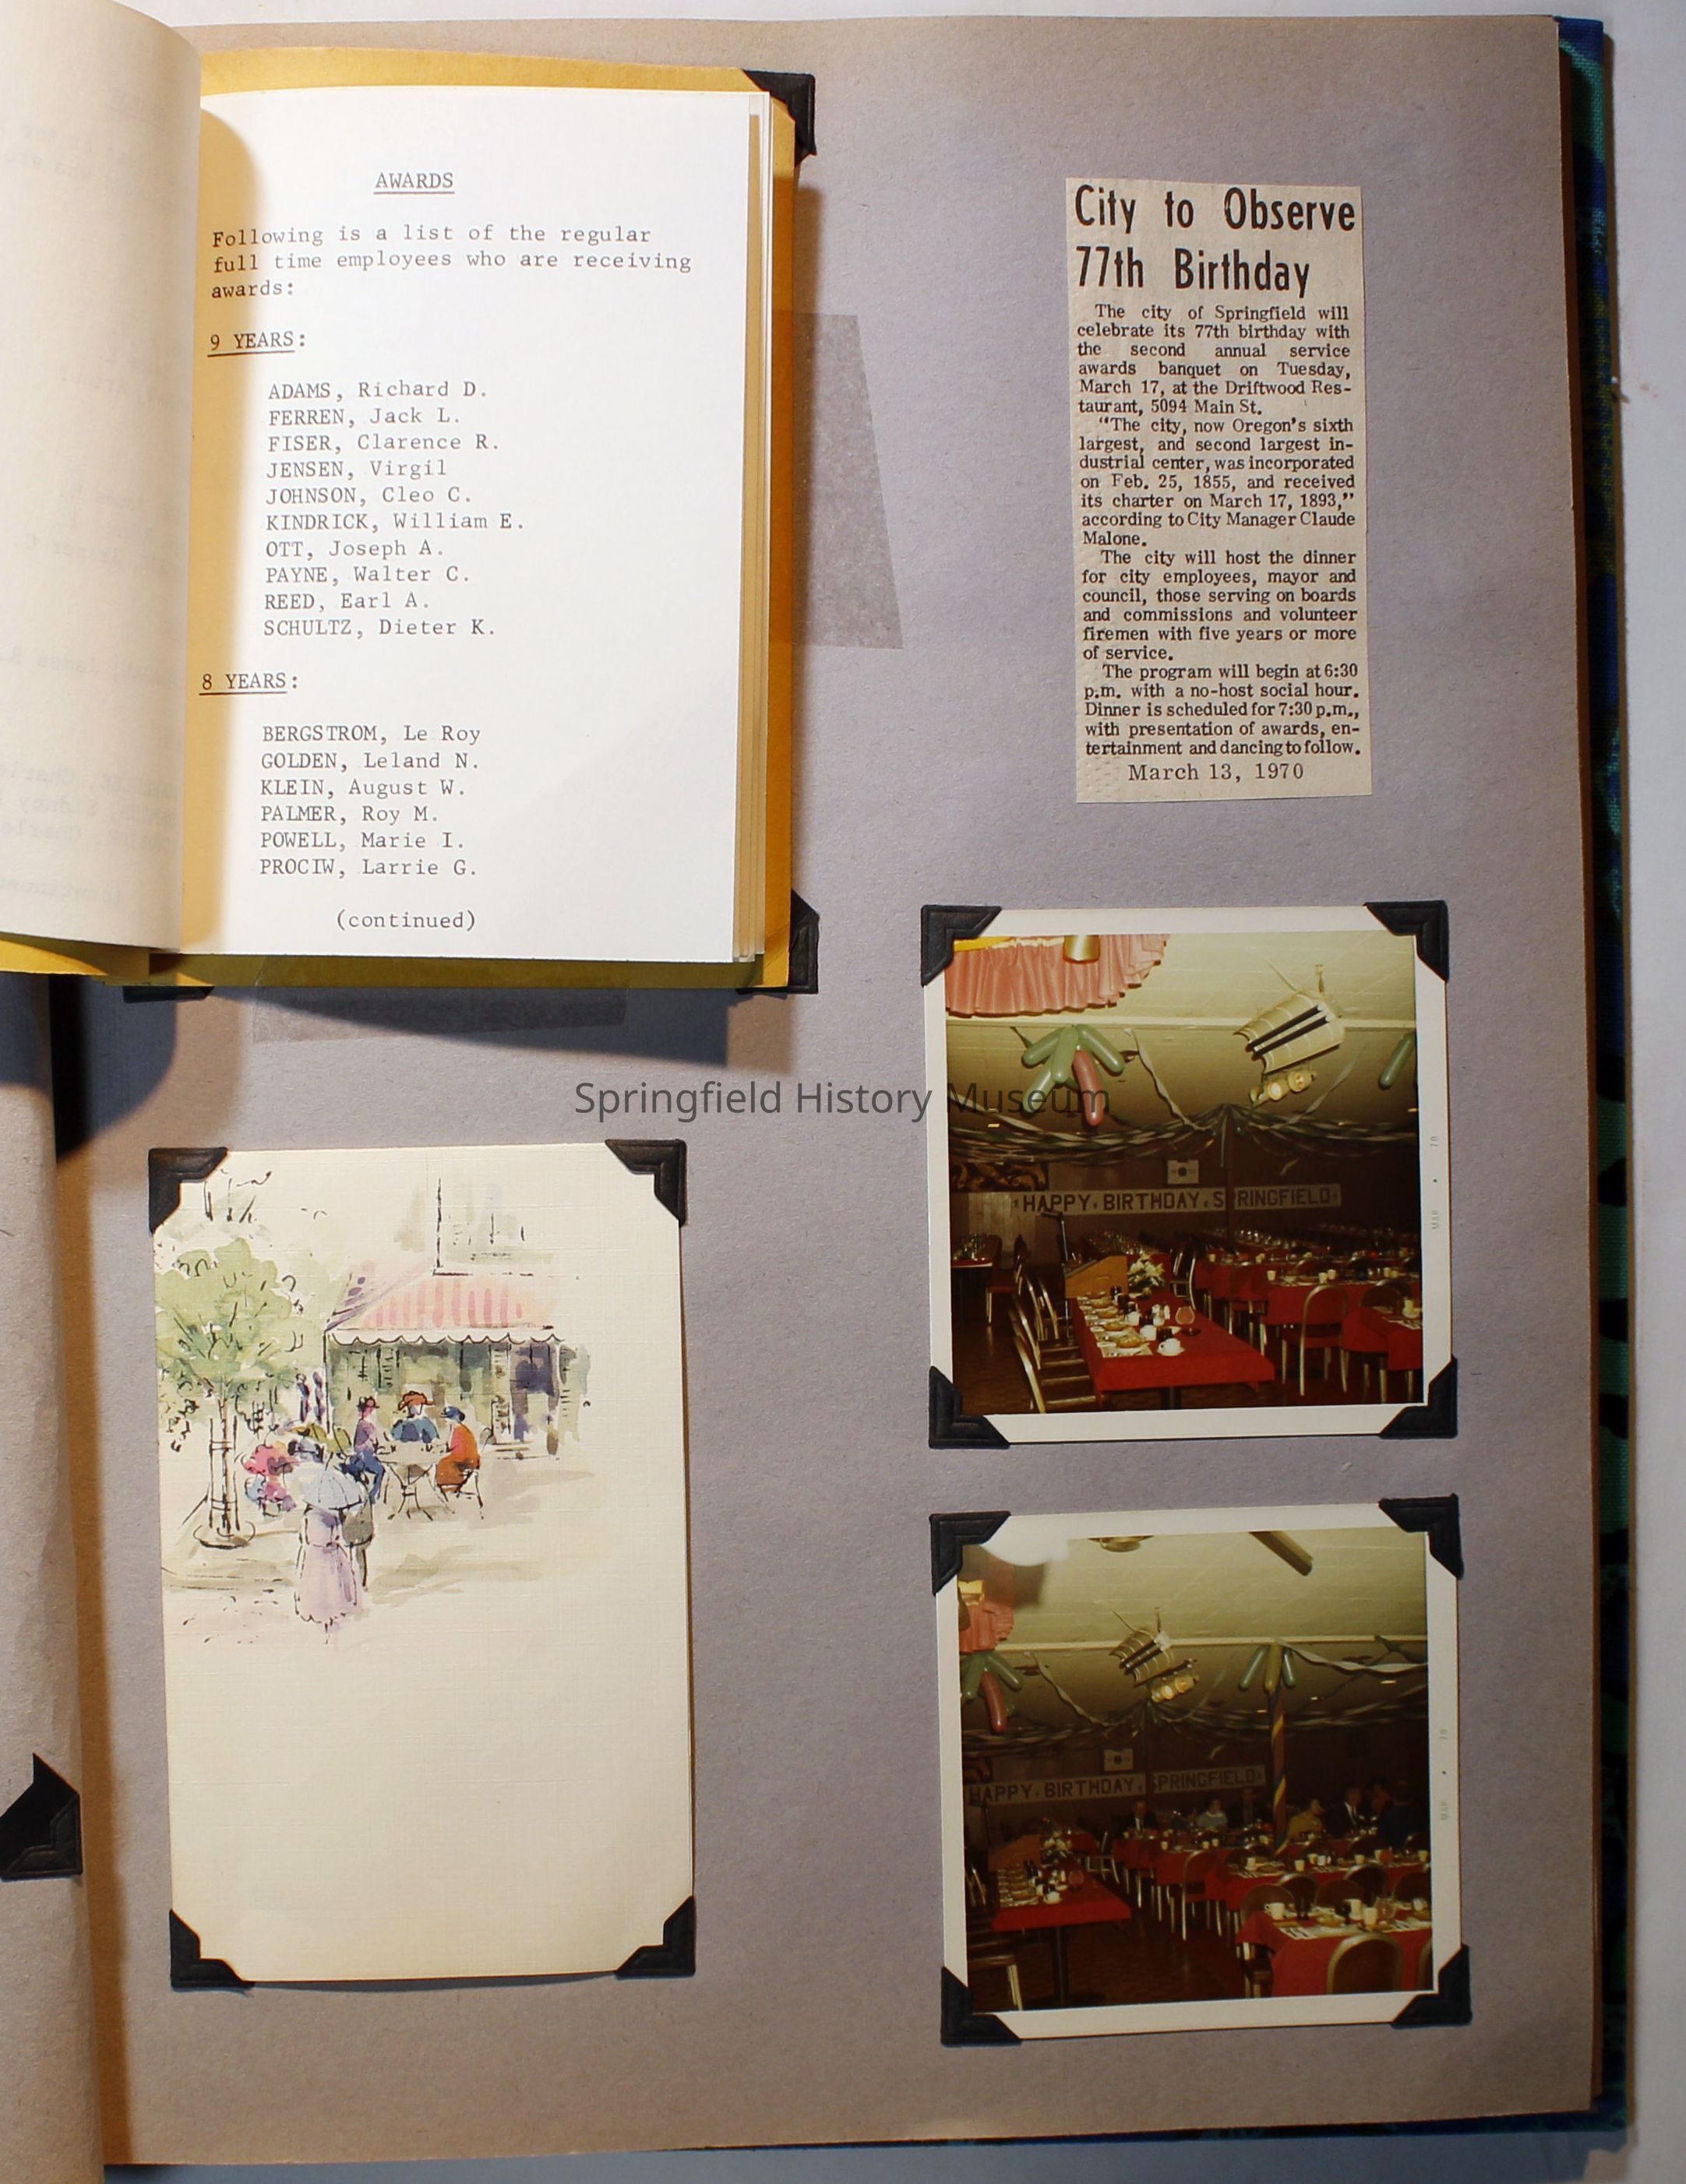 AWARDS
Following is a list of the regular
full time employees who are receiving
awards:
9 YEARS:
ADAMS, Richard D.
FERREN, Jack L.
FISER, Clarence R.
JENSEN, Virgil
JOHNSON, Cleo C.
KINDRICK, William E.
OTT, Joseph A.
PAYNE, Walter C.
REED, Earl A.
SCHULTZ, Dieter K.
8 YEARS:
BERGSTROM, Le Roy
GOLDEN, Leland N.
KLEIN, August W.
PALMER, Roy M.
POWELL, Marie I.
PROCIW, Larrie G.
(continued)
City to Observe
77th Birthday
The city of Springfield will
celebrate its 77th birthday with
the second annual service
awards banquet on Tuesday,
March 17, at the Driftwood Res-
taurant, 5094 Main St.
"The city, now Oregon's sixth
largest, and second largest in-
dustrial center, was incorporated
on Feb. 25, 1855, and received
its charter on March 17, 1893,"
according to City Manager Claude
Malone.
The city will host the dinner
for city employees, mayor and
council, those serving on boards
and commissions and volunteer
firemen with five years or more
of service.
The program will begin at 6:30
p.m. with a no-host social hour.
Dinner is scheduled for 7:30 p.m.,
with presentation of awards, en-
tertainment and dancing to follow.
March 13, 1970
Springfield History Museum
HAPPY BIRTHDAY SPRINGFIELD
MAR • 70
HAPPY BIRTHDAY SPRINGFIELD
MAR • 70